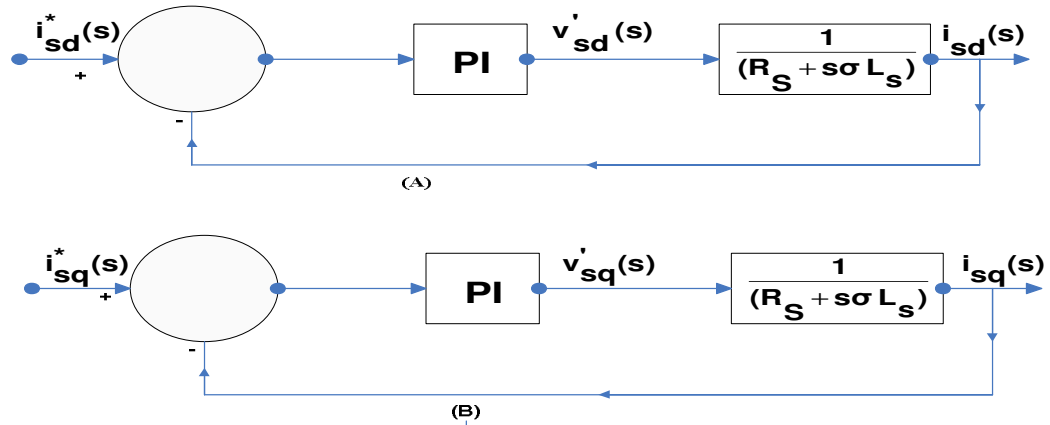 i*sd(s)
+
-
PI
v'sd(s)
1
(RS + sσ Ls)
isd(s)
(A)
i*sq(s)
+
-
PI
v'sq(s)
1
(RS + sσ Ls)
isq(s)
(B)